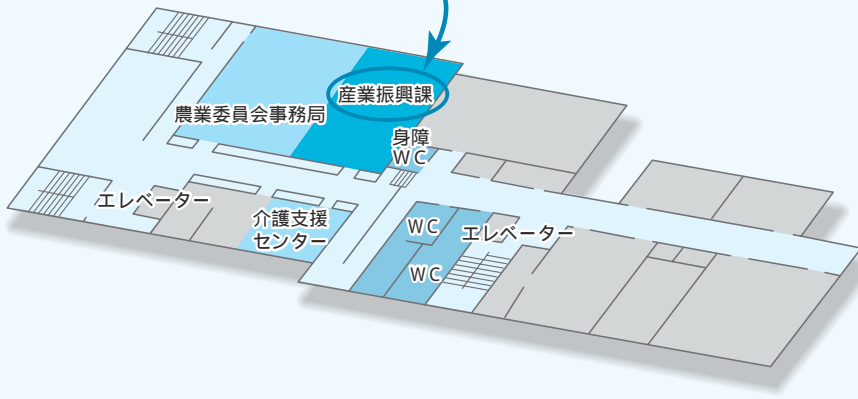 産業振興課
農業委員会事務局
身障
WC
エレベーター
介護支援
センター
WC
エレベーター
WC